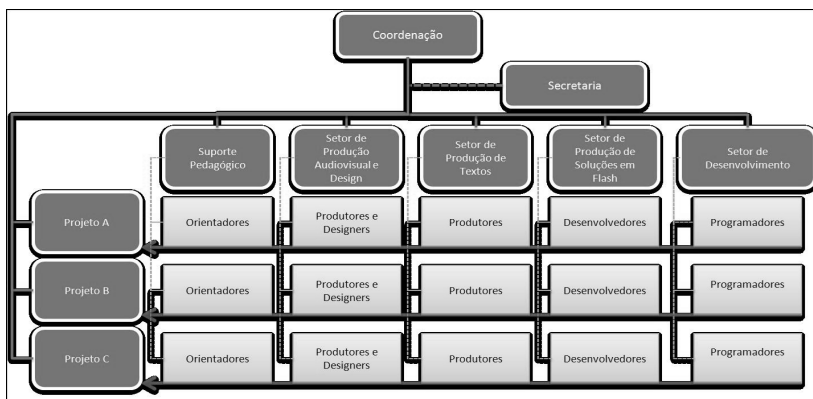 Coordenação
Secretaria
Suporte
Pedagógico
Setor de
Produção
Audiovisual e
Design
Setor de
Produção de
Textos
Setor de
Produção de
Soluções em
Flash
Setor de
Desenvolvimento
Projeto A
Orientadores
Produtores e
Designers
Produtores
Desenvolvedores
Programadores
Projeto B
Orientadores
Produtores e
Designers
Produtores
Desenvolvedores
Programadores
Projeto C
Orientadores
Produtores e
Designers
Produtores
Desenvolvedores
Programadores